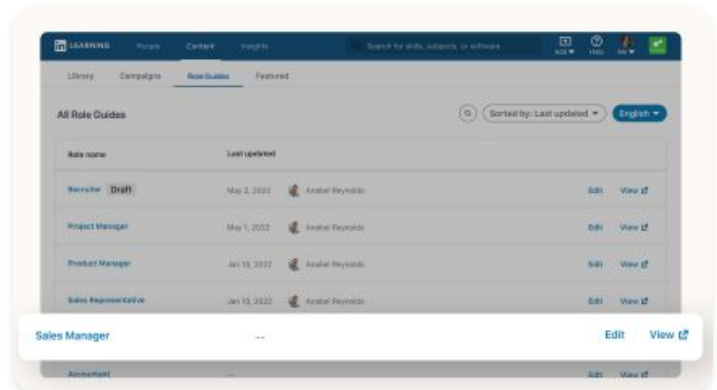 in LEARNING People Content Insights Search for skills, subjects, or software Add Help Me
Library Campaigns Role Guides Featured
All Role Guides Sorted by: Last updated English
Role name Last updated
Recruiter Draft May 2, 2022 Anabel Reynolds Edit View
Project Manager May 1, 2022 Anabel Reynolds Edit View
Product Manager Jan 10, 2022 Anabel Reynolds Edit View
Sales Representative Jan 10, 2022 Anabel Reynolds Edit View
Sales Manager -- Edit View
Accountant -- Edit View